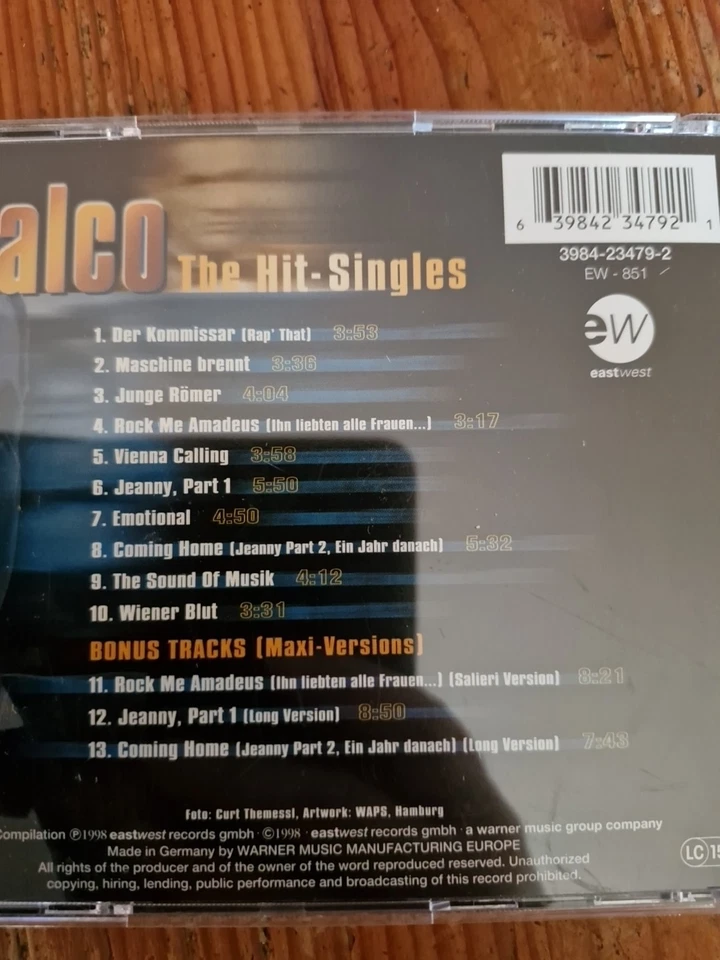 6 39842 34792 1
3984-23479-2
EW - 851
alco The Hit-Singles
ew
eastwest
1. Der Kommissar (Rap' That) 3:53
2. Maschine brennt 3:36
3. Junge Römer 4:04
4. Rock Me Amadeus (Ihn liebten alle Frauen...) 3:17
5. Vienna Calling 3:58
6. Jeanny, Part 1 5:50
7. Emotional 4:50
8. Coming Home (Jeanny Part 2, Ein Jahr danach) 5:32
9. The Sound Of Musik 4:12
10. Wiener Blut 3:31
BONUS TRACKS (Maxi-Versions)
11. Rock Me Amadeus (Ihn liebten alle Frauen...) (Salieri Version) 8:21
12. Jeanny, Part 1 (Long Version) 8:50
13. Coming Home (Jeanny Part 2, Ein Jahr danach) (Long Version) 7:43
Foto: Curt Themessl, Artwork: WAPS, Hamburg
Compilation ℗1998 eastwest records gmbh · ©1998 · eastwest records gmbh · a warner music group company
Made in Germany by WARNER MUSIC MANUFACTURING EUROPE
All rights of the producer and of the owner of the word reproduced reserved. Unauthorized
copying, hiring, lending, public performance and broadcasting of this record prohibited.
LC 15